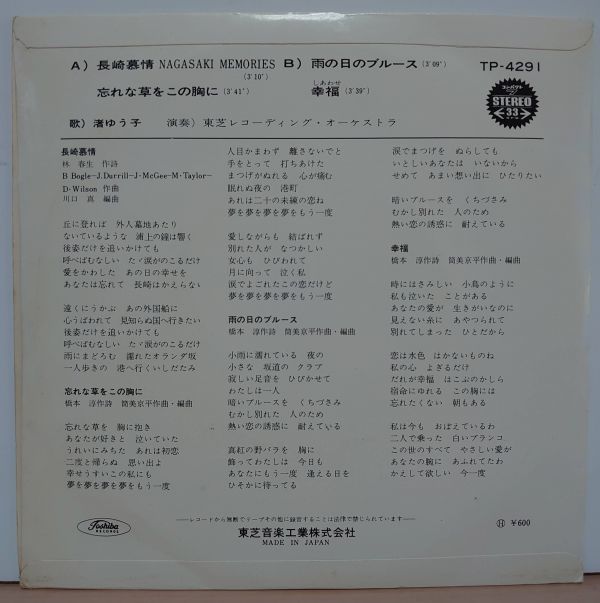 A）長崎慕情 NAGASAKI MEMORIES (3′10″)
忘れな草をこの胸に (3′41″)
B）雨の日のブルース (3′09″)
しあわせ
幸福 (3′39″)
TP-4291
コンパクト
STEREO
33
歌）渚ゆう子　演奏）東芝レコーディング・オーケストラ
長崎慕情
林　春生　作詩
B Bogle—J.Durrill—J・McGee—M・Taylor—
D・Wilson 作曲
川口　真　編曲
丘に登れば　外人墓地あたり
ないているような　浦上の鐘は響く
後姿だけを追いかけても
呼べばむなしい　たゞ涙がのこるだけ
愛をかわした　あの日の幸せを
あなたは忘れて　長崎はかえらない
遠くにうかぶ　あの外国船に
心うばわれて　見知らぬ国へ行きたい
後姿だけを追いかけても
呼べばむなしい　たゞ涙がのこるだけ
雨にまどろむ　濡れたオランダ坂
一人歩きの　港へ行くいしだたみ
忘れな草をこの胸に
橋本　淳作詩　筒美京平作曲・編曲
忘れな草を　胸に抱き
あなたが好きと　泣いていた
うれいにみちた　あれは初恋
二度と帰らぬ　思い出よ
幸せうすいこの私にも
夢を夢を夢を夢をもう一度
人目かまわず　離さないでと
手をとって　打ちあけた
まつげがぬれる　心が痛む
眠れぬ夜の　港町
あれは二十の未練の恋ね
夢を夢を夢を夢をもう一度
愛しながらも　結ばれず
別れた人が　なつかしい
女心も　ひびわれて
月に向って　泣く私
涙でよごれたこの恋だけど
夢を夢を夢を夢をもう一度
雨の日のブルース
橋本　淳作詩　筒美京平作曲・編曲
小雨に濡れている　夜の
小さな　坂道の　クラブ
寂しい足音を　ひびかせて
わたしは一人
暗いブルースを　くちづさみ
むかし別れた　人のため
熱い恋の誘惑に　耐えている
真紅の野バラを　胸に
飾ってわたしは　今日も
あなたにもう一度　逢える日を
ひそかに待ってる
涙でまつげを　ぬらしても
いとしいあなたは　いないから
せめて　あまい想い出に　ひたりたい
暗いブルースを　くちづさみ
むかし別れた　人のため
熱い恋の誘惑に　耐えている
幸福
橋本　淳作詩　筒美京平作曲・編曲
時にはさみしい　小鳥のように
私も泣いた　ことがある
あなたの愛が　生きがいなのに
見えない糸に　あやつられて
別れてしまった　ひとだから
恋は水色　はかないものね
私の心　よぎるだけ
だれが幸福　はこぶのかしら
宿命にゆれる　この胸には
忘れたくない　朝もある
私は今も　おぼえているわ
二人で乗った　白いブランコ
この世のすべて　やさしい愛が
あなたの腕に　あふれてたわ
かえして欲しい　今一度
Toshiba
RECORDS
——レコードから無断でテープその他に録音することは法律で禁じられています——
東芝音楽工業株式会社
MADE IN JAPAN
Ⓗ ￥600